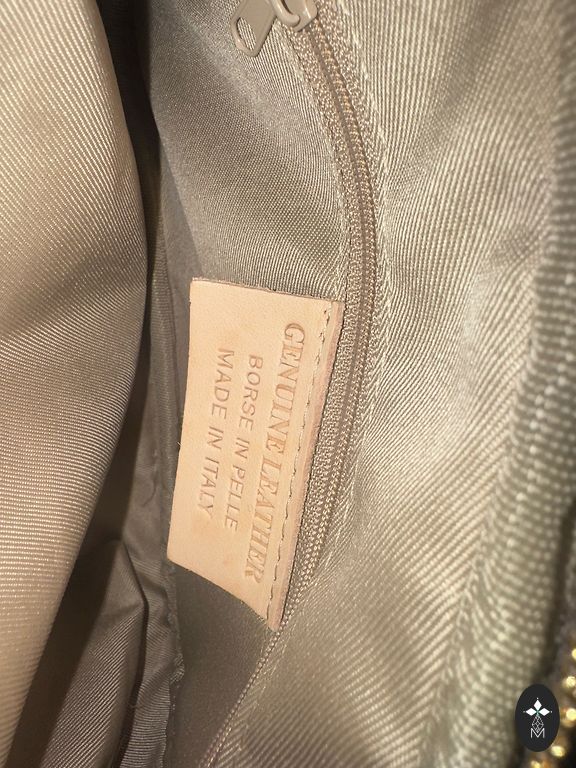 GENUINE LEATHER
BORSE IN PELLE
MADE IN ITALY
M